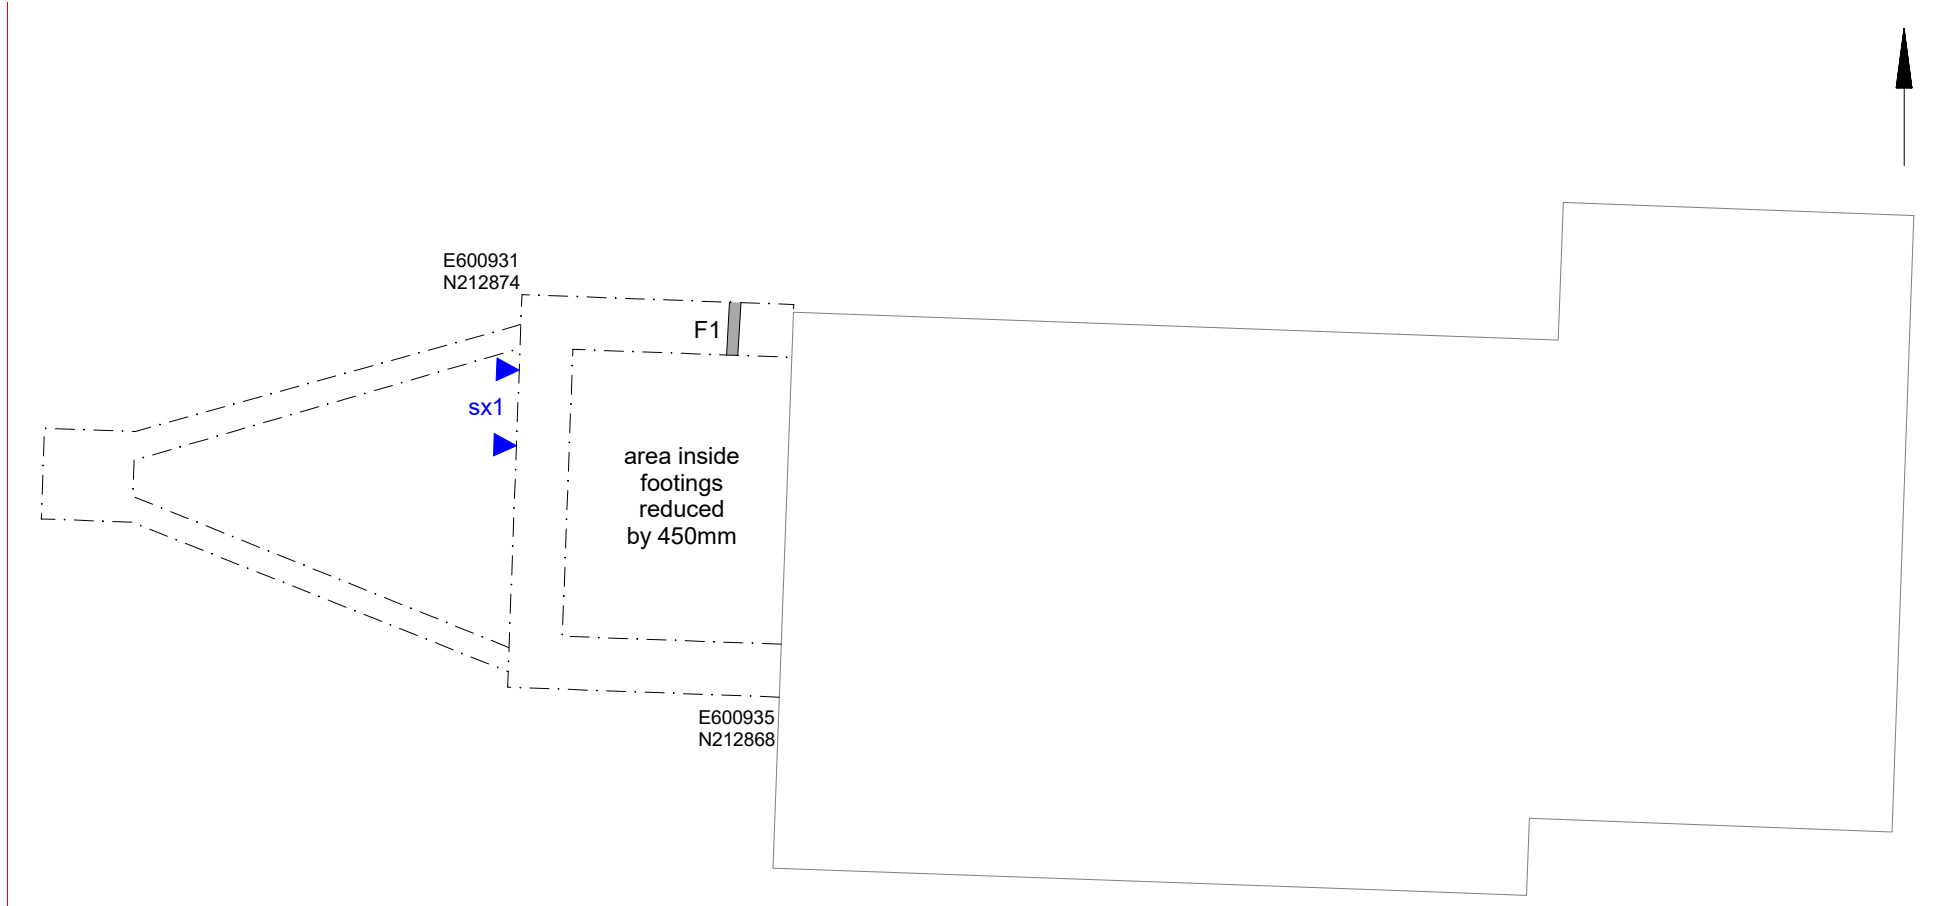 E600931
N212874
F1
sx1
area inside
footings
reduced
by 450mm
E600935
N212868